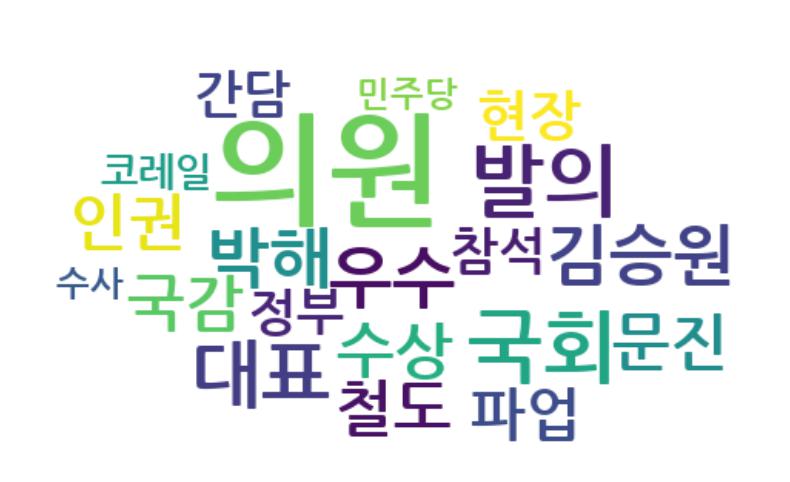 간담
민주당
현장
의원
발의
코레일
인권
박해
우수
참석
김승원
수사
국감
정부
수상
국회
문진
대표
철도
파업